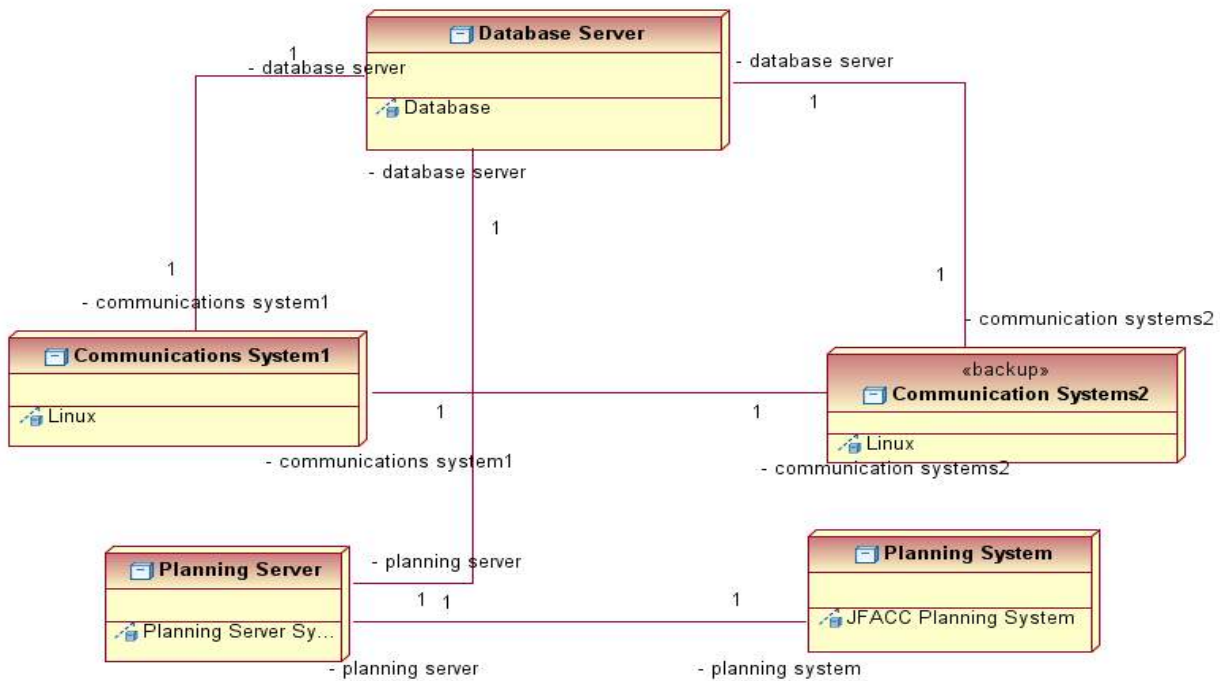 Database Server
1
- database server
- database server
1
Database
- database server
1
1
1
- communications system1
- communication systems2
Communications System1
«backup»
Communication Systems2
Linux
1
1
Linux
- communications system1
- communication systems2
Planning Server
Planning System
- planning server
1
1
1
Planning Server Sy...
JFACC Planning System
- planning server
- planning system